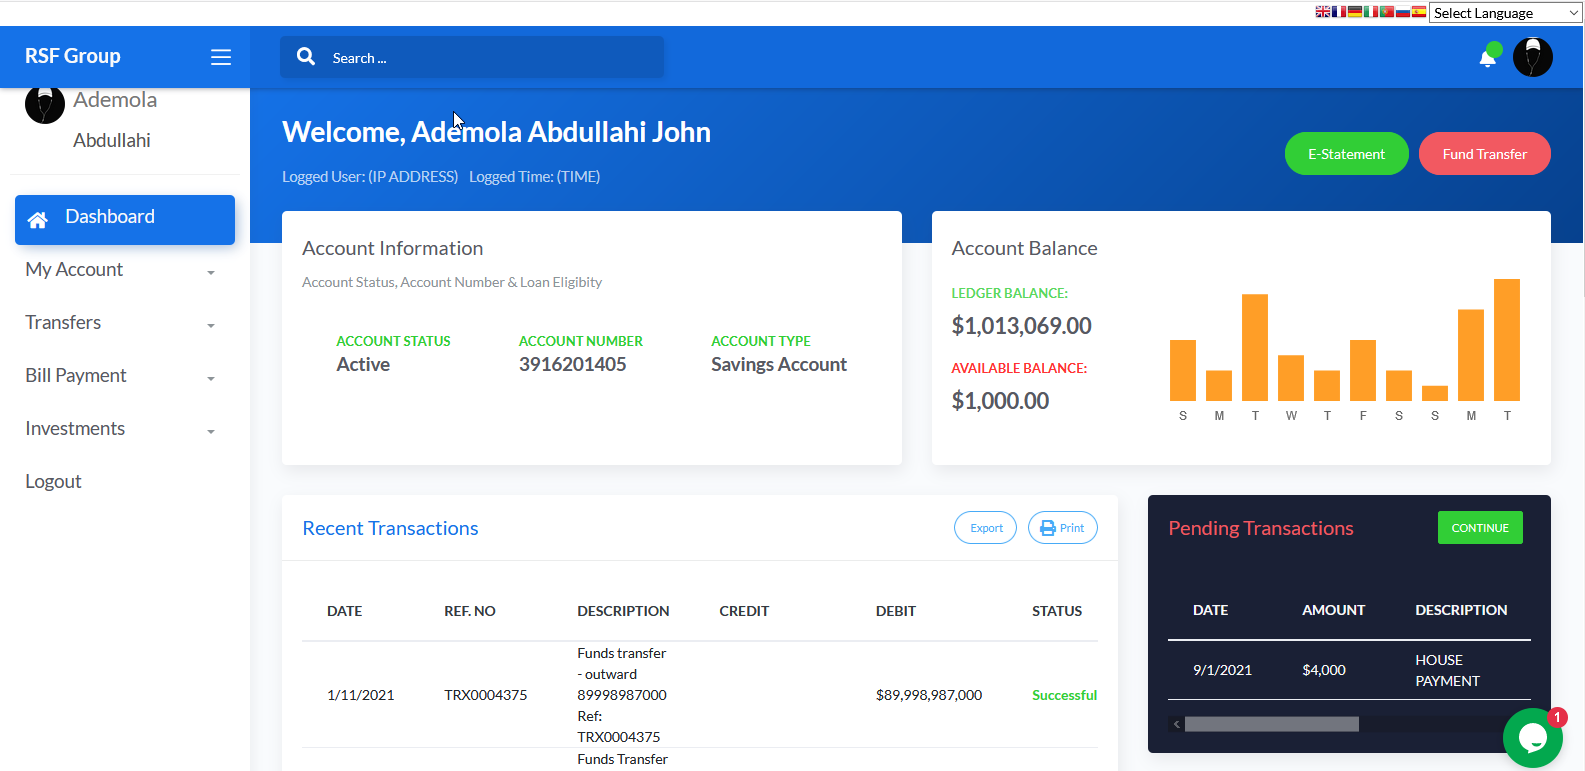 Select Language
RSF Group
Search ...
Ademola
Abdullahi
Welcome, Ademola Abdullahi John
Logged User: (IP ADDRESS) Logged Time: (TIME)
E-Statement
Fund Transfer
Dashboard
My Account
Transfers
Bill Payment
Investments
Logout
Account Information
Account Status, Account Number & Loan Eligibity
ACCOUNT STATUS
Active
ACCOUNT NUMBER
3916201405
ACCOUNT TYPE
Savings Account
Account Balance
LEDGER BALANCE:
$1,013,069.00
AVAILABLE BALANCE:
$1,000.00
S M T W T F S S M T
Recent Transactions
Export
Print
DATE REF. NO DESCRIPTION CREDIT DEBIT STATUS
1/11/2021
TRX0004375
Funds transfer
- outward
89998987000
Ref:
TRX0004375
$89,998,987,000
Successful
Funds Transfer
Pending Transactions
CONTINUE
DATE AMOUNT DESCRIPTION
9/1/2021
$4,000
HOUSE
PAYMENT
1